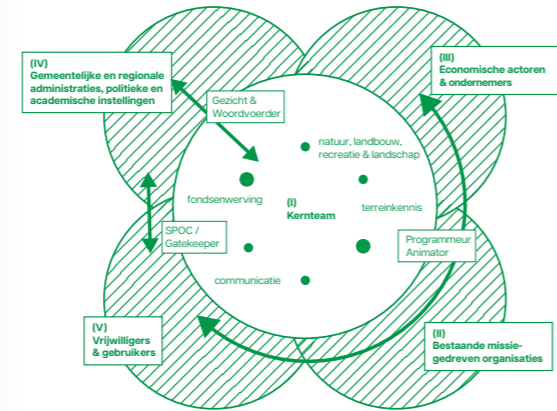 (IV)
Gemeentelijke en regionale
administraties, politieke en
academische instellingen
(III)
Economische actoren
& ondernemers
Gezicht &
Woordvoerder
natuur, landbouw,
recreatie & landschap
fondsenwerving
(I)
Kernteam
terreinkennis
SPOC /
Gatekeeper
Programmeur
Animator
communicatie
(V)
Vrijwilligers
& gebruikers
(II)
Bestaande missie-
gedreven organisaties